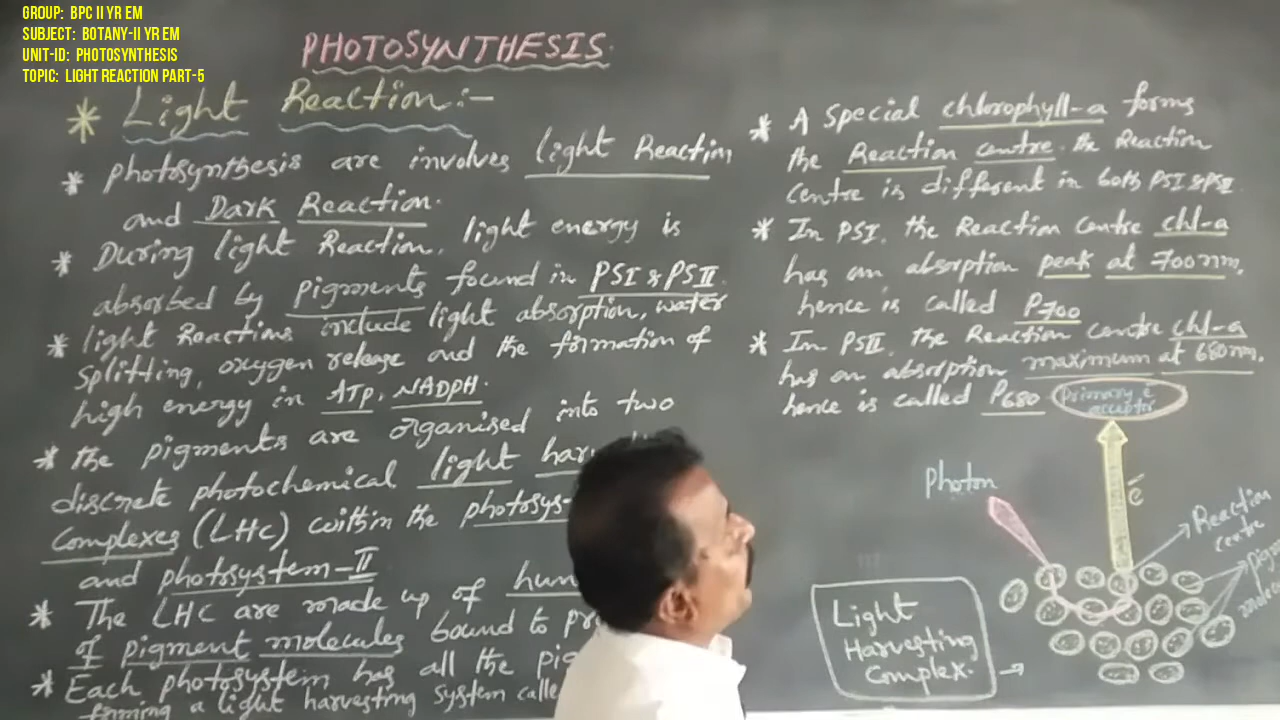 GROUP: BPC II YR EM
SUBJECT: BOTANY-II YR EM
UNIT-ID: PHOTOSYNTHESIS
TOPIC: LIGHT REACTION PART-5
PHOTOSYNTHESIS
* Light Reaction:-
* photosynthesis are involves light Reaction
and Dark Reaction.
* During light Reaction, light energy is
absorbed by pigments found in PSI & PSII
* light Reactions include light absorption, water
splitting, oxygen release and the formation of
high energy in ATP, NADPH.
* the pigments are organised into two
discrete photochemical light har
Complexes (LHC) within the photosys-
and photosystem-II
* The LHC are made up of hun
of pigment molecules bound to pr
* Each photosystem has all the pig
forming a light harvesting system calle
* A Special chlorophyll-a forms
the Reaction centre. the Reaction
centre is different in both PSI & PSII
* In PSI, the Reaction centre chl-a
has an absorption peak at 700nm,
hence is called P700
* In PSII, the Reaction centre chl-a
has an absorption maximum at 680nm,
hence is called P680
Primary e
acceptor
photon
e
Reaction
centre
pigm
molecu
Light
Harvesting
Complex.